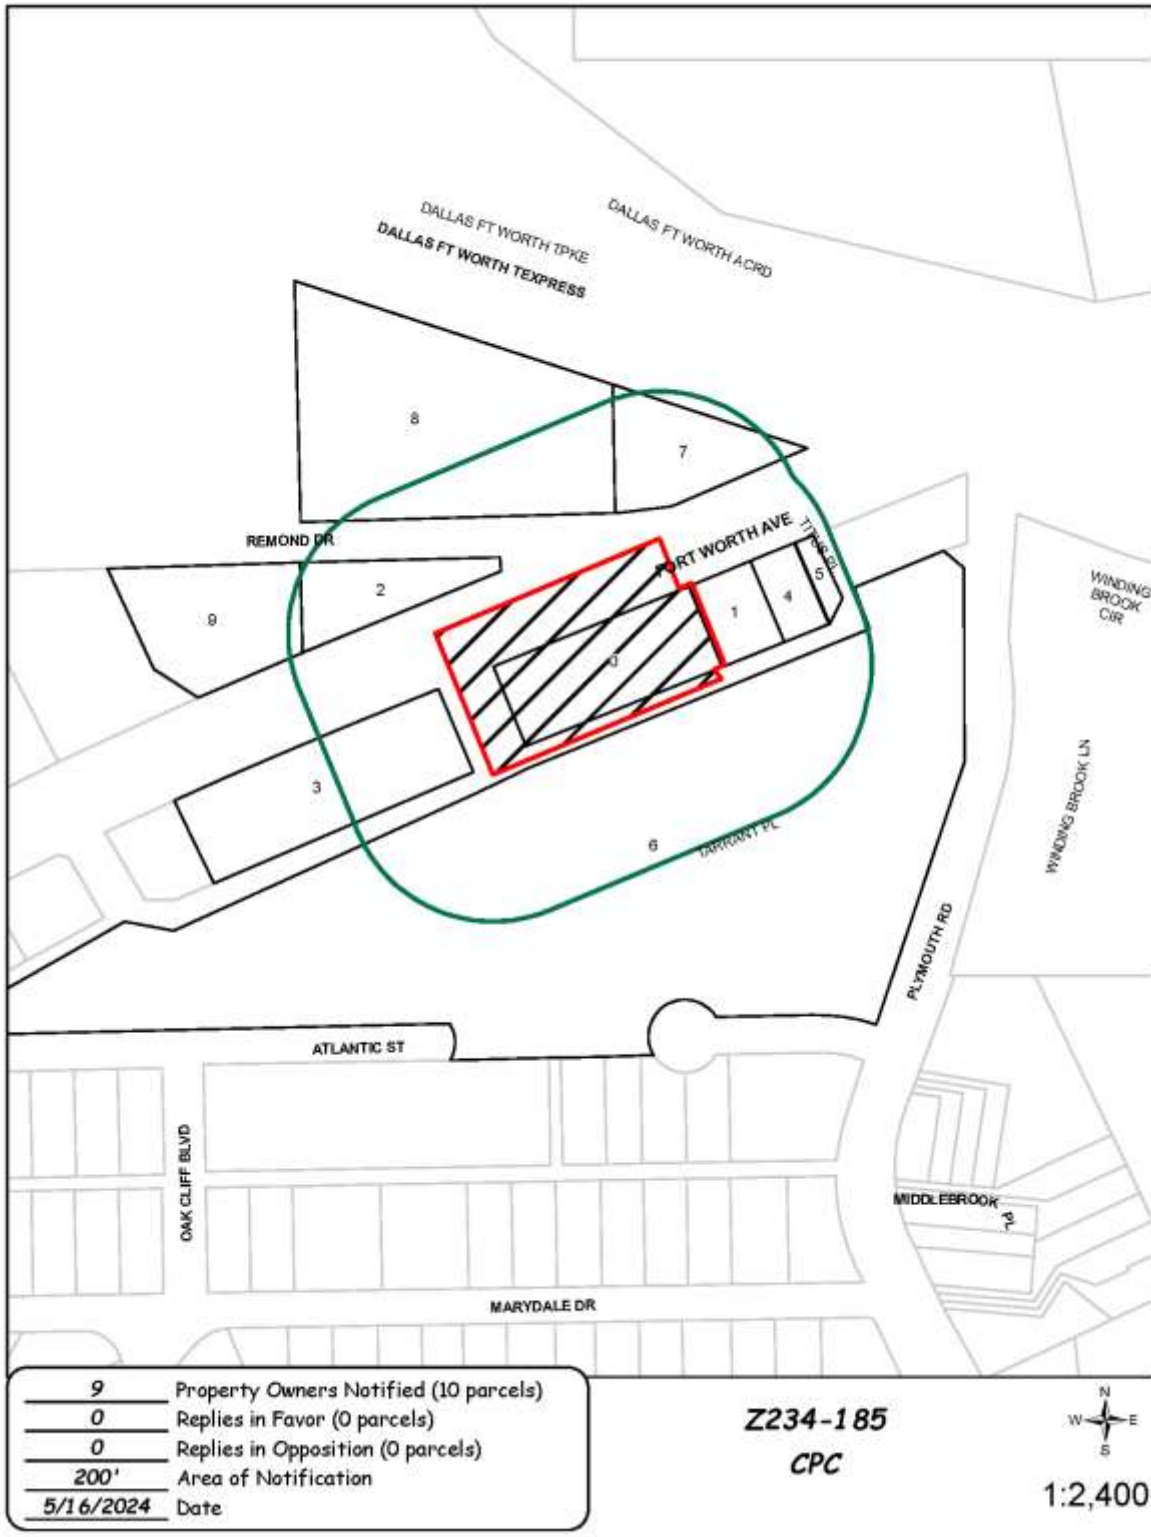 DALLAS FT WORTH TPKE
DALLAS FT WORTH ACRD
DALLAS FT WORTH TEXPRESS
8
7
REMOND DR
FORT WORTH AVE
TITUS PL
2
5
WINDING
BROOK
CIR
9
1
4
0
3
WINDING BROOK LN
6
TARRANT PL
PLYMOUTH RD
ATLANTIC ST
OAK CLIFF BLVD
MIDDLEBROOK PL
MARYDALE DR
9 Property Owners Notified (10 parcels)
0 Replies in Favor (0 parcels)
0 Replies in Opposition (0 parcels)
200' Area of Notification
5/16/2024 Date
Z234-185
CPC
N
W E
S
1:2,400